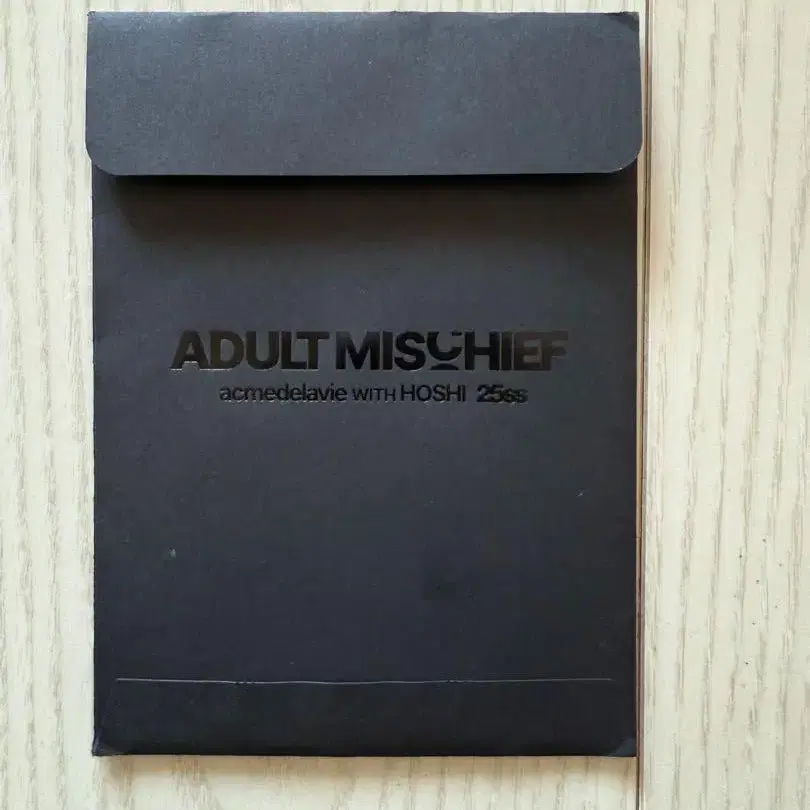 ADULT MISCHIEF
acmedelavie WITH HOSHI 25ss